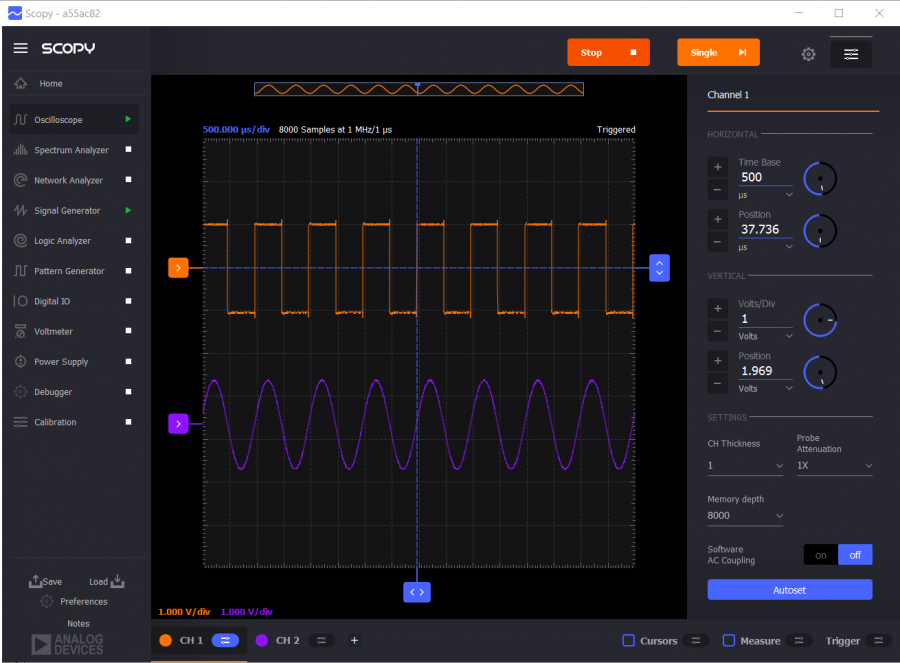 Scopy - a55ac82
SCOPY
Stop
Single
Home
Oscilloscope
Spectrum Analyzer
Network Analyzer
Signal Generator
Logic Analyzer
Pattern Generator
Digital IO
Voltmeter
Power Supply
Debugger
Calibration
Save Load
Preferences
Notes
ANALOG
DEVICES
500.000 µs/div 8000 Samples at 1 MHz/1 µs Triggered
1.000 V/div 1.000 V/div
CH 1 CH 2 + Cursors Measure Trigger
Channel 1
HORIZONTAL
Time Base
+ 500
- µs
Position
+ 37.736
- µs
VERTICAL
Volts/Div
+ 1
- Volts
Position
+ 1.969
- Volts
SETTINGS
CH Thickness
1
Probe
Attenuation
1X
Memory depth
8000
Software
AC Coupling
on off
Autoset